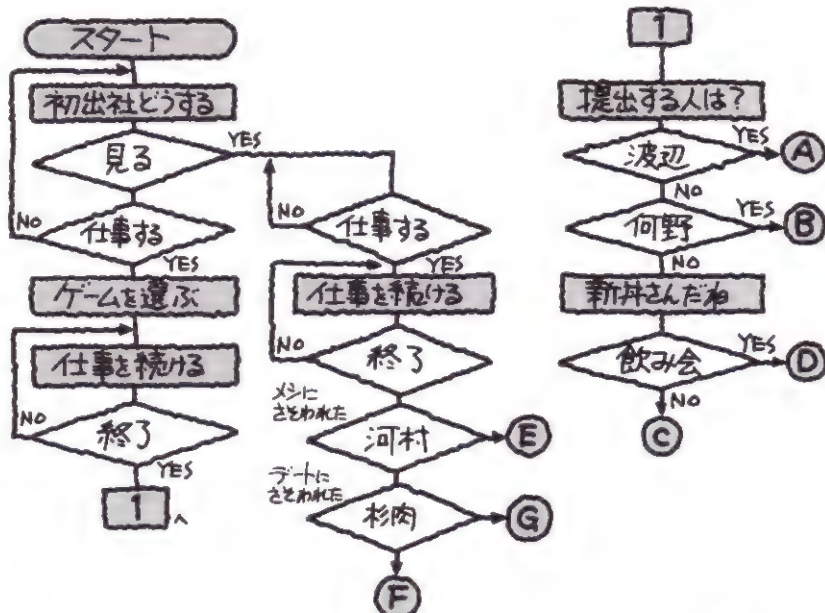 スタート
初出社どうする
見る
YES
NO
仕事する
YES
ゲームを選ぶ
仕事を続ける
NO
終了
YES
1へ
NO
仕事する
YES
仕事を続ける
NO
終了
メシに
さそわれた
河村
E
デートに
さそわれた
杉肉
G
F
1
提出する人は?
渡辺
YES
A
NO
何野
YES
B
NO
新丼さんだね
飲み会
YES
D
NO
C